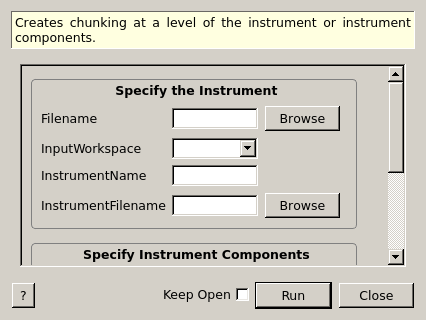 Creates chunking at a level of the instrument or instrument
components.
Specify the Instrument
Filename
Browse
InputWorkspace
InstrumentName
InstrumentFilename
Browse
Specify Instrument Components
?
Keep Open
Run
Close